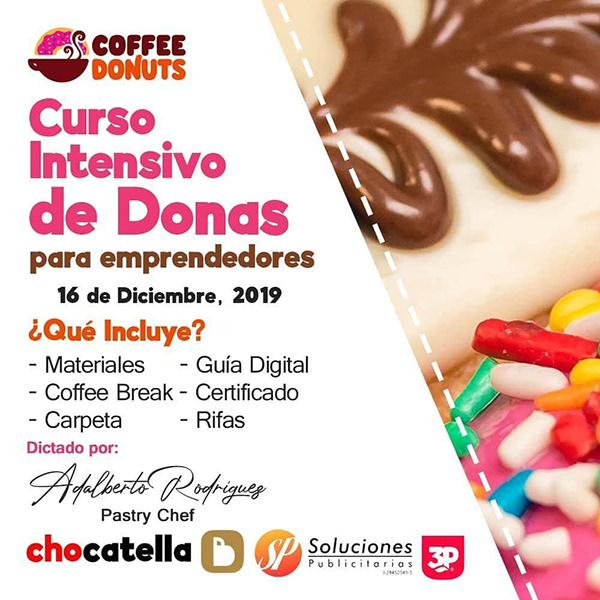 COFFEE
DONUTS
Curso
Intensivo
de Donas
para emprendedores
16 de Diciembre, 2019
¿Qué Incluye?
- Materiales - Guía Digital
- Coffee Break - Certificado
- Carpeta - Rifas
Dictado por:
Adalberto Rodriguez
Pastry Chef
chocatella SP Soluciones 3P
Publicitarias